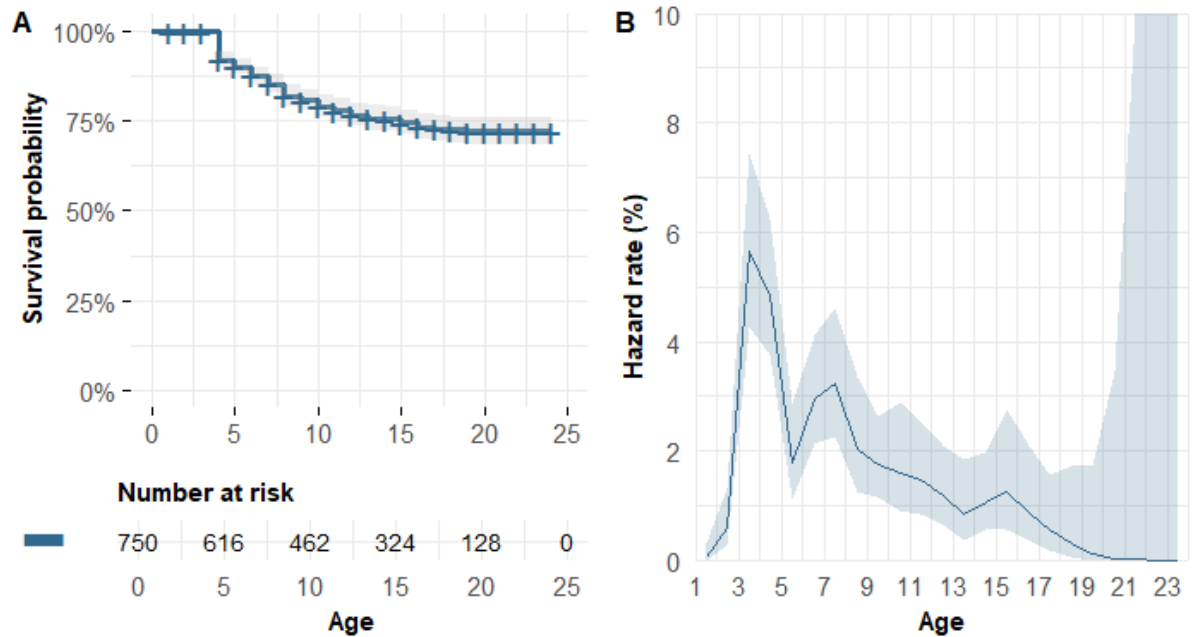 A
Survival probability
100%
75%
50%
25%
0%
0 5 10 15 20 25
Number at risk
750 616 462 324 128 0
0 5 10 15 20 25
Age
B
Hazard rate (%)
10
8
6
4
2
0
1 3 5 7 9 11 13 15 17 19 21 23
Age